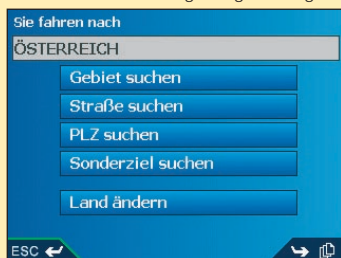 Sie fahren nach
ÖSTERREICH
Gebiet suchen
Straße suchen
PLZ suchen
Sonderziel suchen
Land ändern
ESC